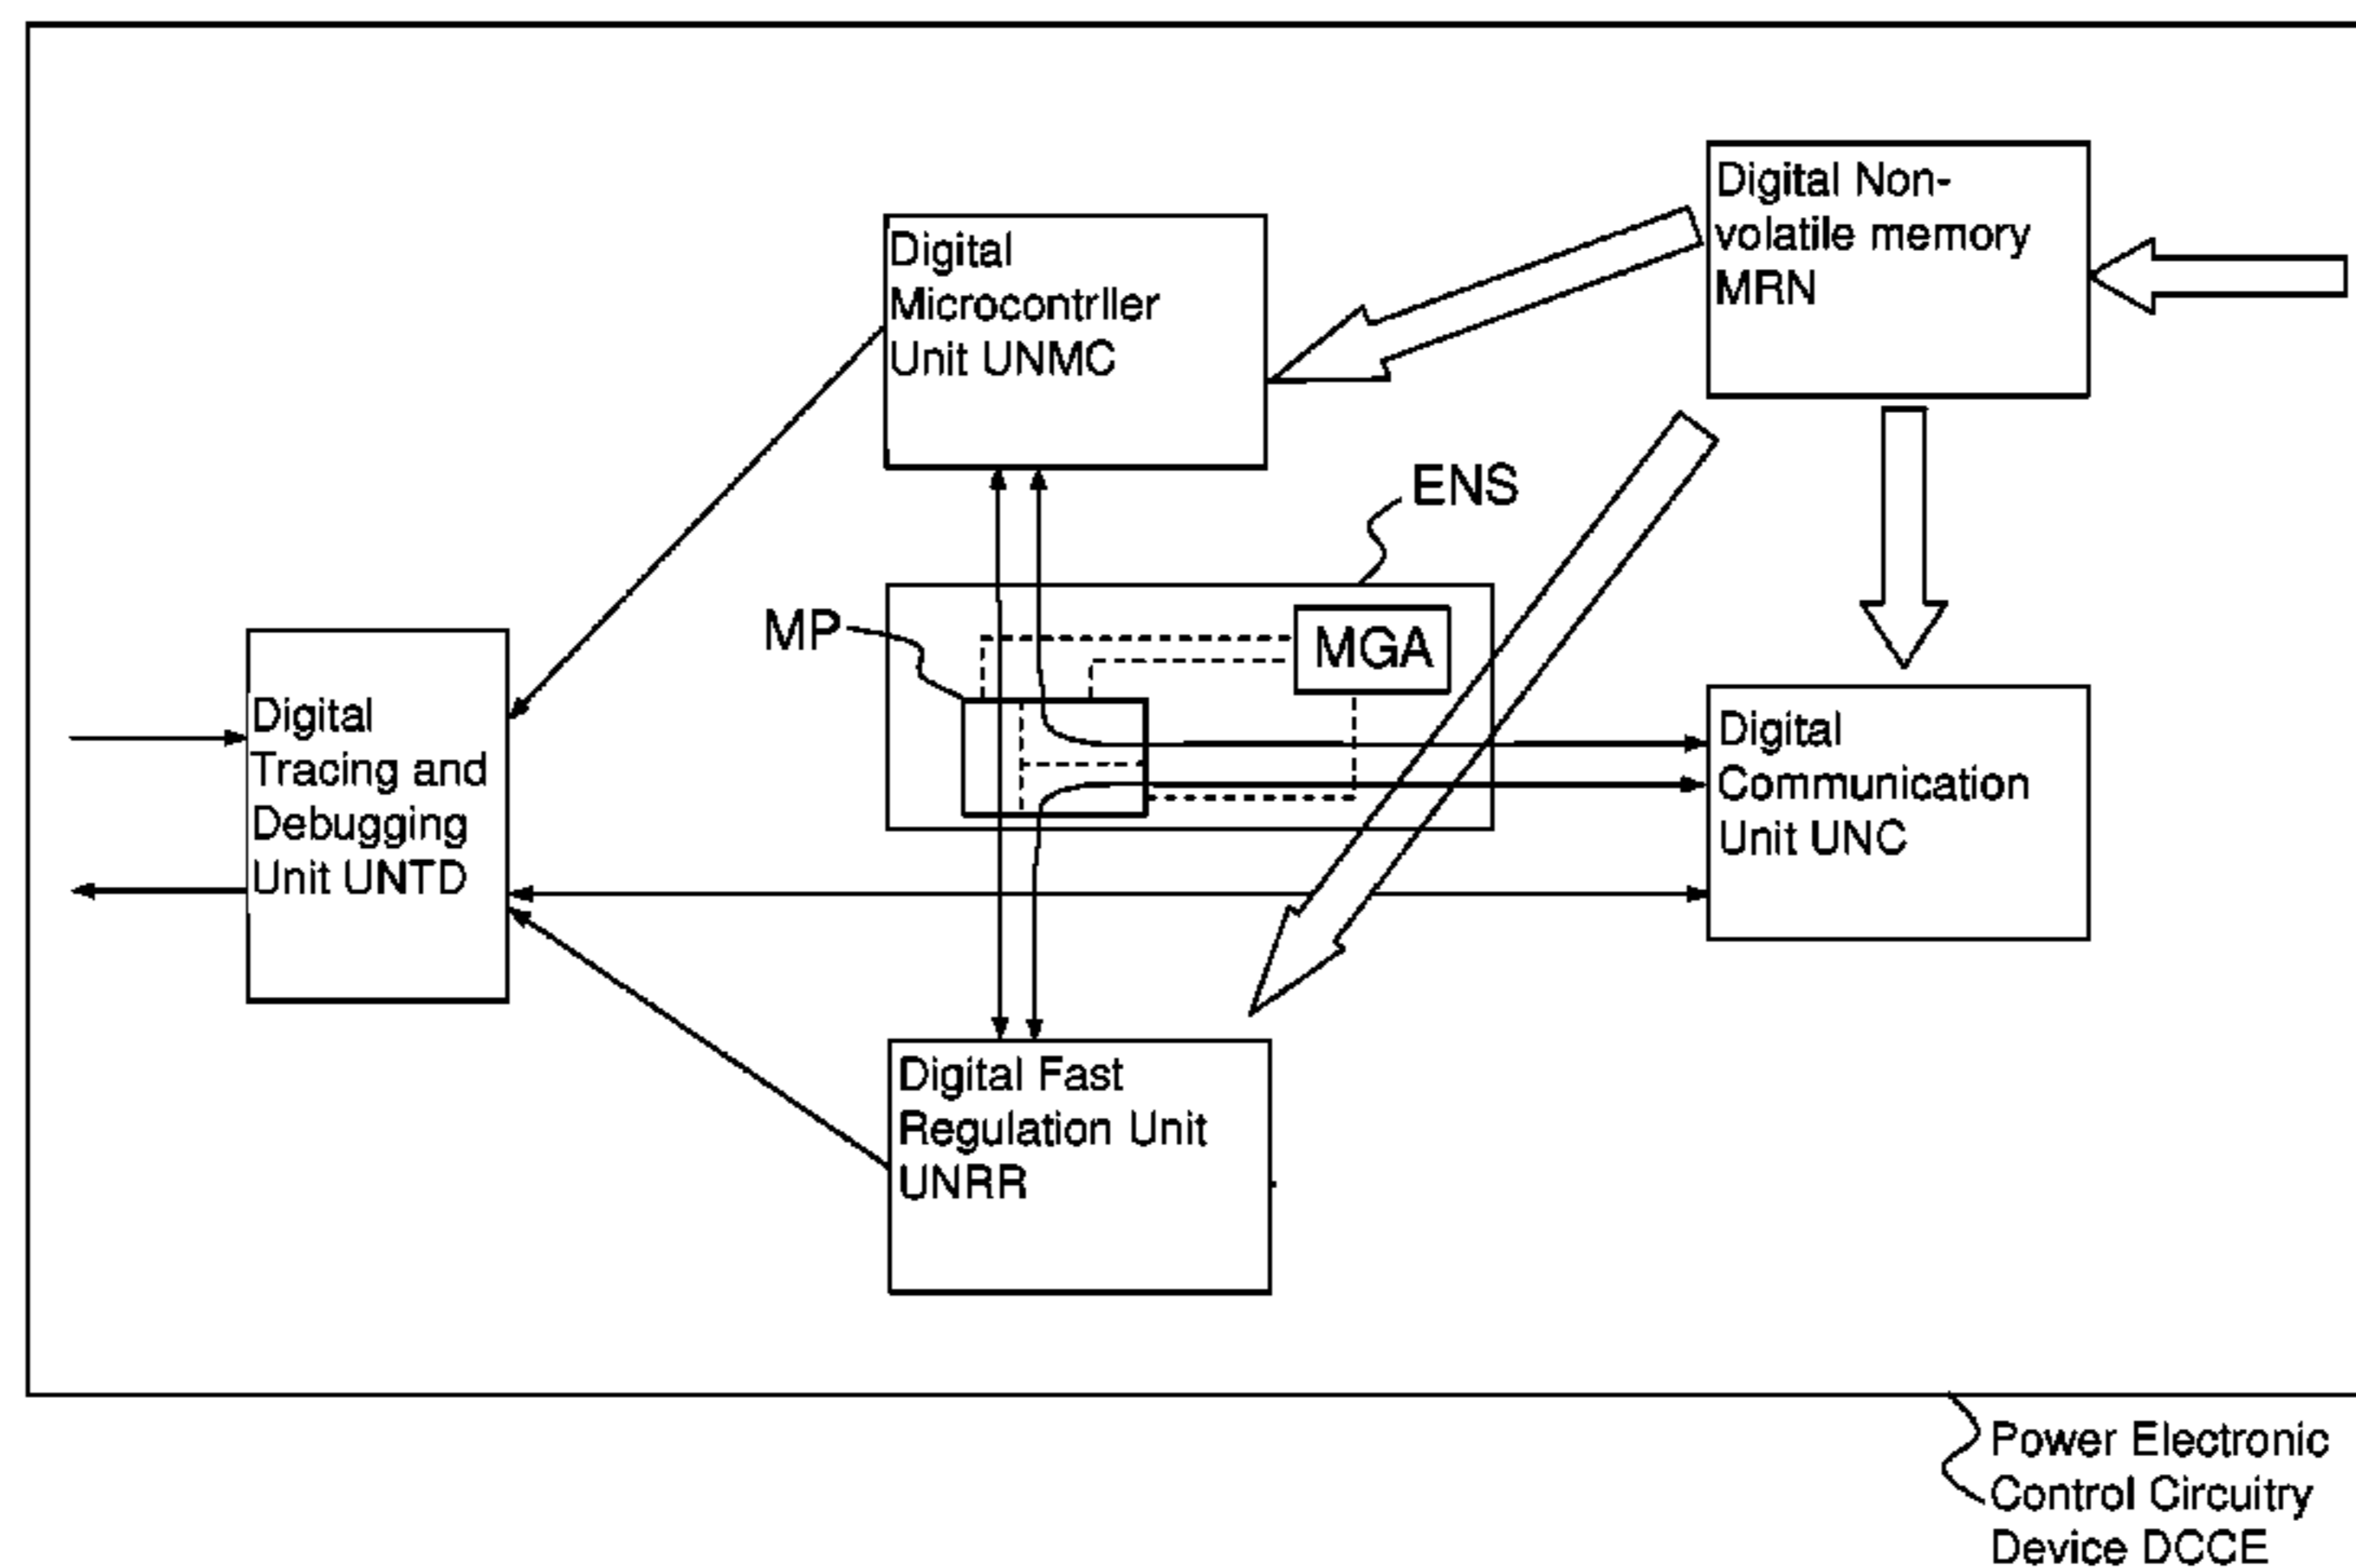 Digital Non-
volatile memory
MRN
Digital
Microcontrller
Unit UNMC
ENS
MP
MGA
Digital
Tracing and
Debugging
Unit UNTD
Digital
Communication
Unit UNC
Digital Fast
Regulation Unit
UNRR
Power Electronic
Control Circuitry
Device DCCE